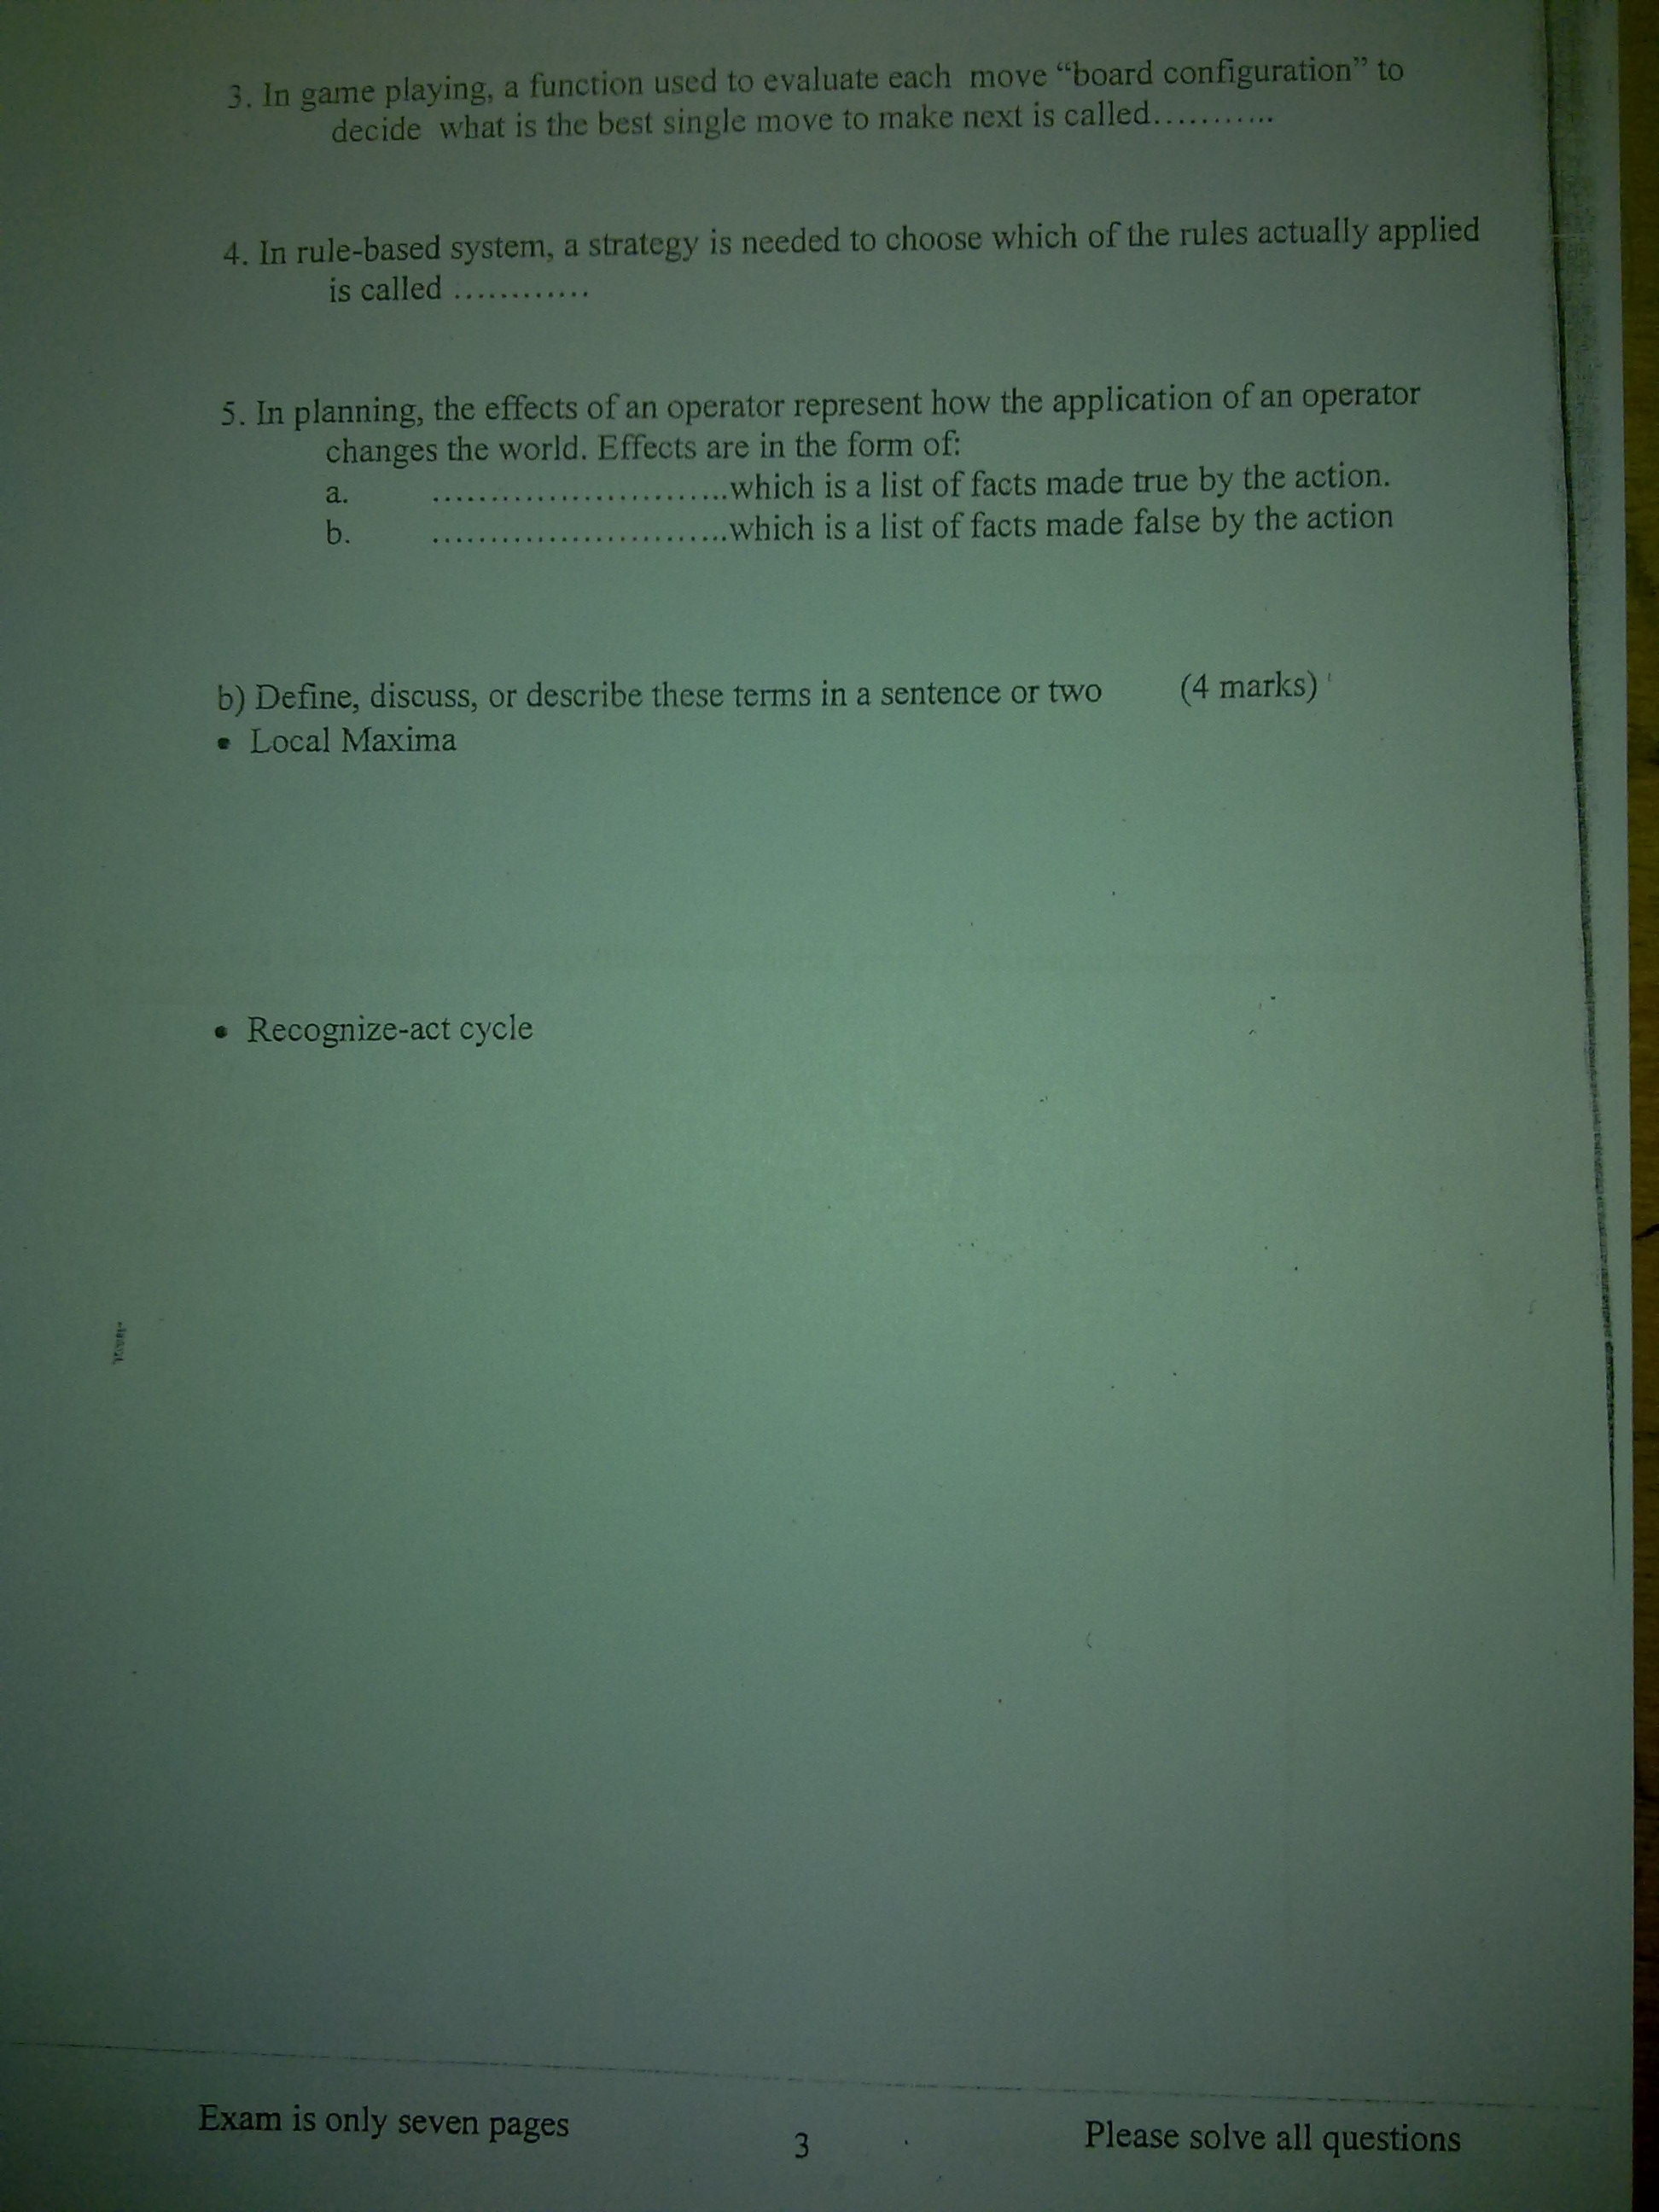 3. In game playing, a function used to evaluate each move “board configuration” to
decide what is the best single move to make next is called...........
4. In rule-based system, a strategy is needed to choose which of the rules actually applied
is called ............
5. In planning, the effects of an operator represent how the application of an operator
changes the world. Effects are in the form of:
a. ..........................which is a list of facts made true by the action.
b. ..........................which is a list of facts made false by the action
b) Define, discuss, or describe these terms in a sentence or two (4 marks)
• Local Maxima
• Recognize-act cycle
Exam is only seven pages
3
Please solve all questions